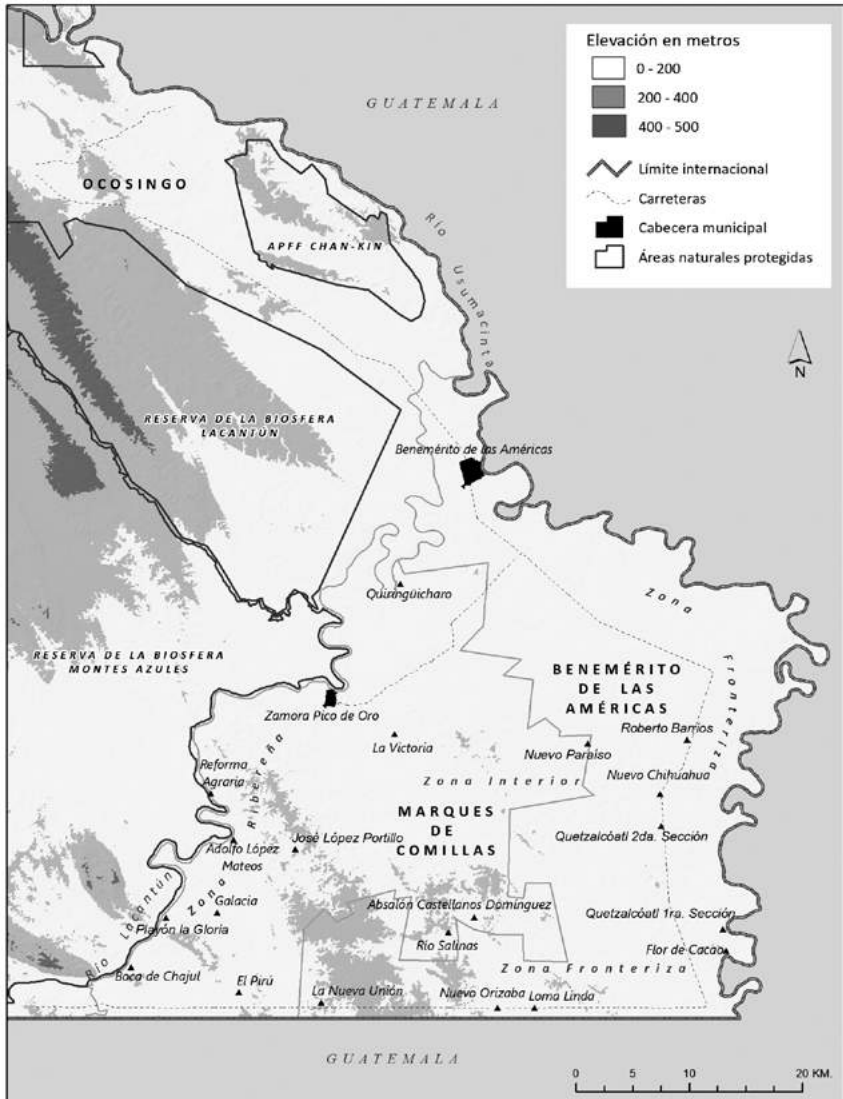 Elevación en metros
0 - 200
200 - 400
400 - 500
Límite internacional
Carreteras
Cabecera municipal
Áreas naturales protegidas
GUATEMALA
OCOSINGO
APFF CHAN-KIN
Río Usumacinta
N
RESERVA DE LA BIOSFERA
LACANTÚN
Benemérito de las Américas
Quiringüicharo
Zona Fronteriza
RESERVA DE LA BIOSFERA
MONTES AZULES
BENEMÉRITO
DE LAS
AMÉRICAS
Zamora Pico de Oro
La Victoria
Roberto Barrios
Nuevo Paraíso
Reforma
Agraria
Zona Ribereña
Zona Interior
Nuevo Chihuahua
MARQUES
DE
COMILLAS
Quetzalcóatl 2da. Sección
Adolfo López
Mateos
José López Portillo
Galacia
Absalón Castellanos Domínguez
Quetzalcóatl 1ra. Sección
Playón la Gloria
Río Lacantún
Río Salinas
Flor de Cacao
Boca de Chajul
El Pirú
Zona Fronteriza
La Nueva Unión
Nuevo Orizaba
Loma Linda
GUATEMALA
0 5 10 20 KM.